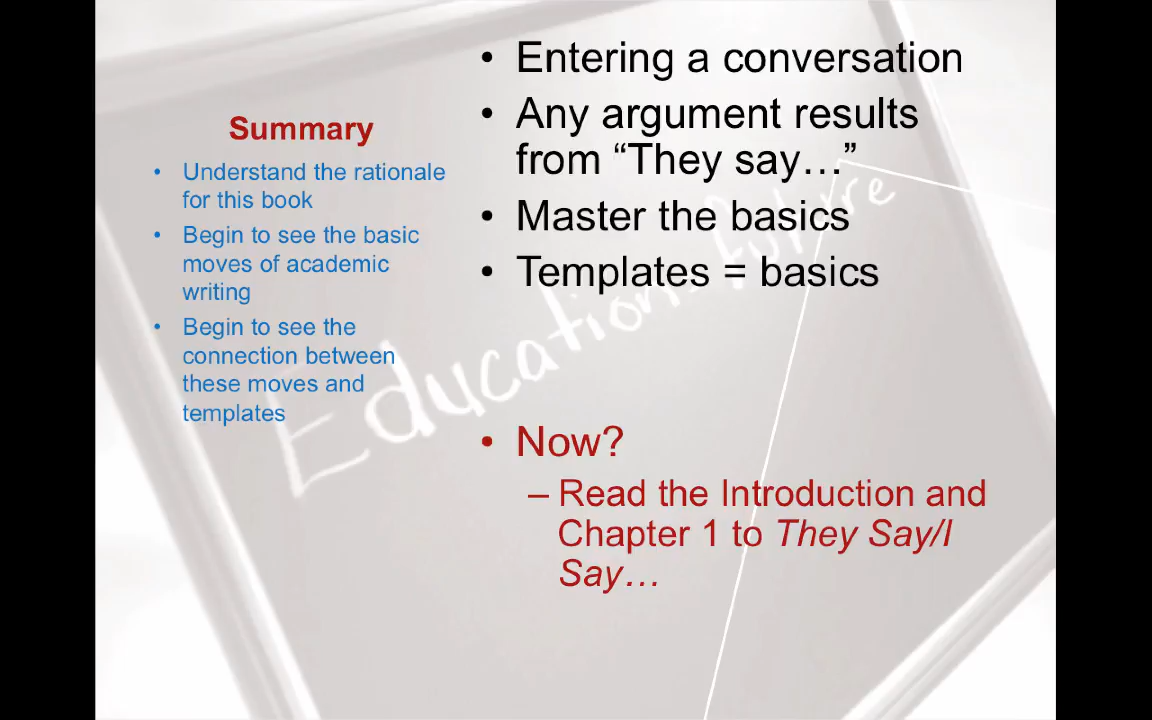 Summary
• Understand the rationale
for this book
• Begin to see the basic
moves of academic
writing
• Begin to see the
connection between
these moves and
templates
• Entering a conversation
• Any argument results
from “They say…”
• Master the basics
• Templates = basics
• Now?
– Read the Introduction and
Chapter 1 to They Say/I
Say…
Education
future